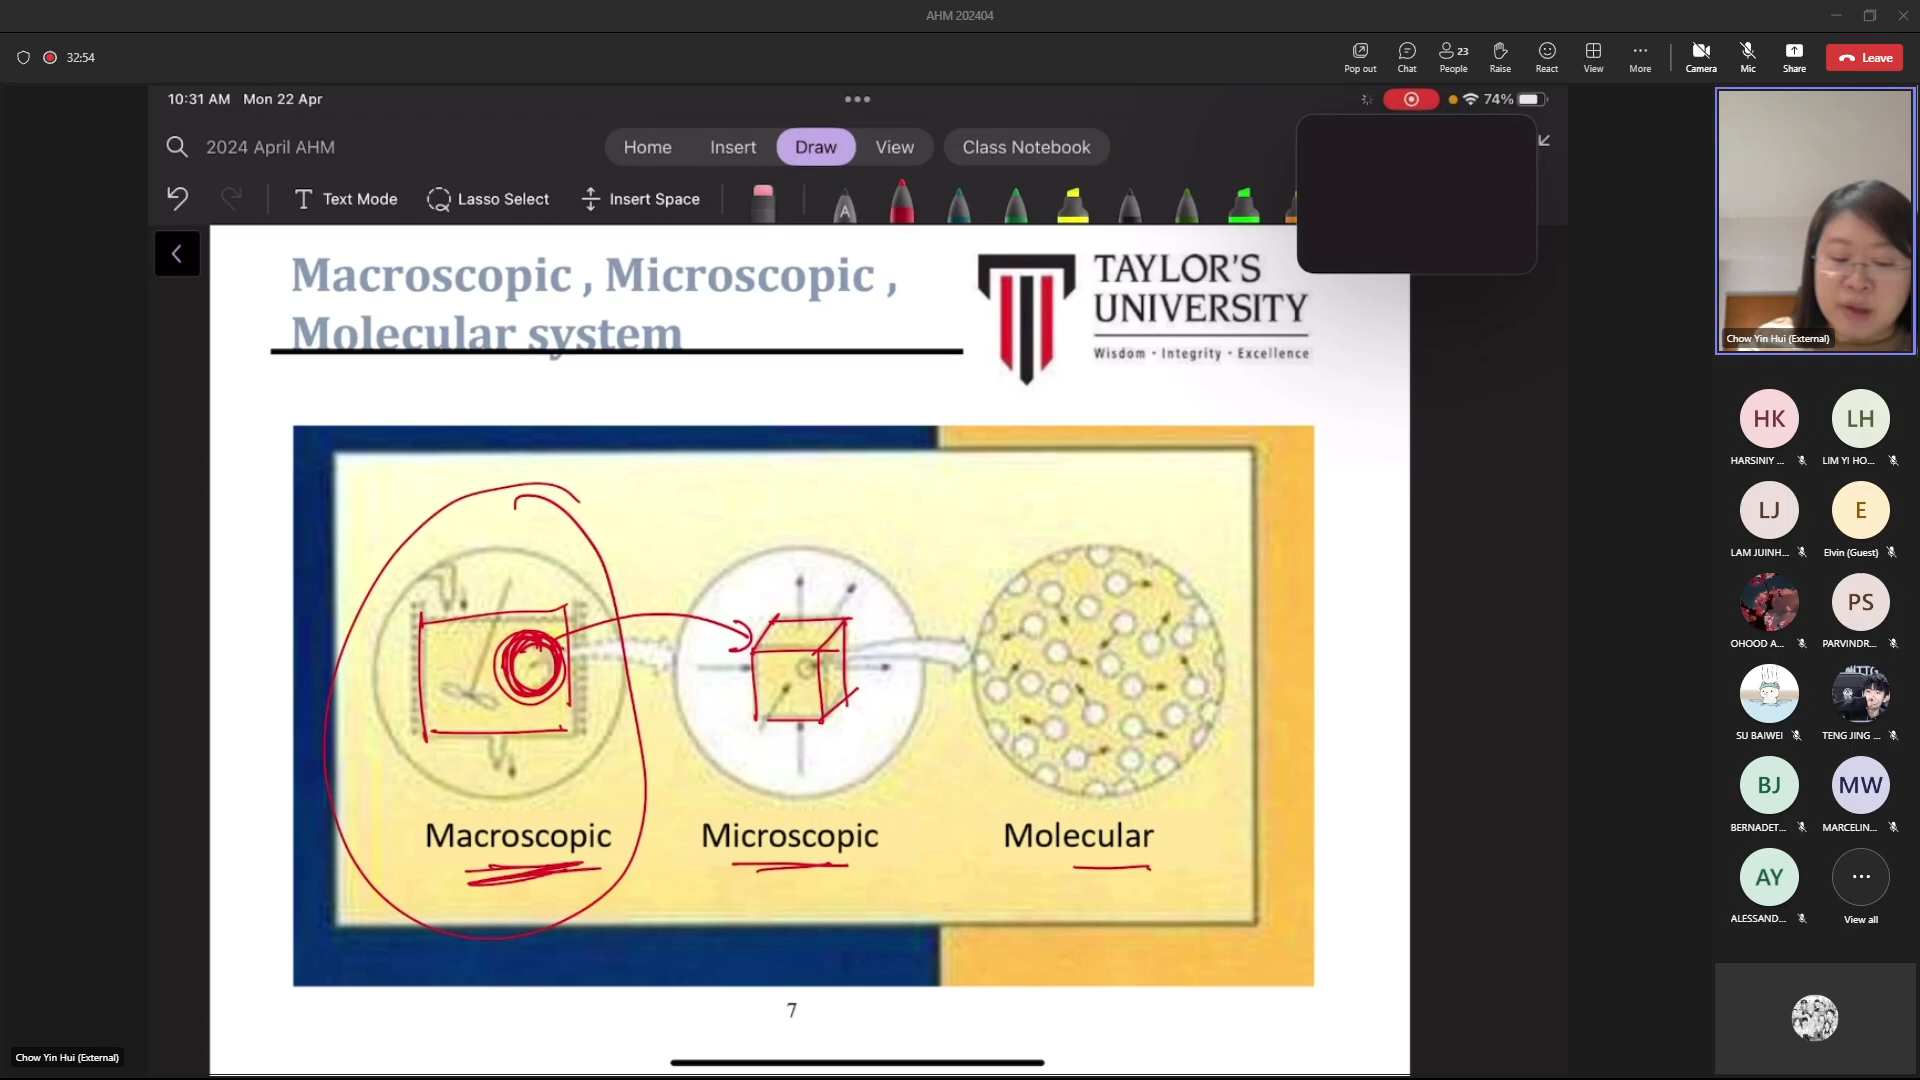 AHM 202404
32:54
Pop out
Chat
23
People
Raise
React
View
More
Camera
Mic
Share
Leave
10:31 AM Mon 22 Apr
74%
2024 April AHM
Home
Insert
Draw
View
Class Notebook
Text Mode
Lasso Select
Insert Space
A
Macroscopic , Microscopic ,
Molecular system
TAYLOR'S
UNIVERSITY
Wisdom · Integrity · Excellence
Macroscopic
Microscopic
Molecular
7
Chow Yin Hui (External)
Chow Yin Hui (External)
HK
HARSINIY ...
LH
LIM YI HO...
LJ
LAM JUINH...
E
Elvin (Guest)
OHOOD A...
PS
PARVINDR...
SU BAIWEI
TENG JING ...
BJ
BERNADET...
MW
MARCELIN...
AY
ALESSAND...
View all